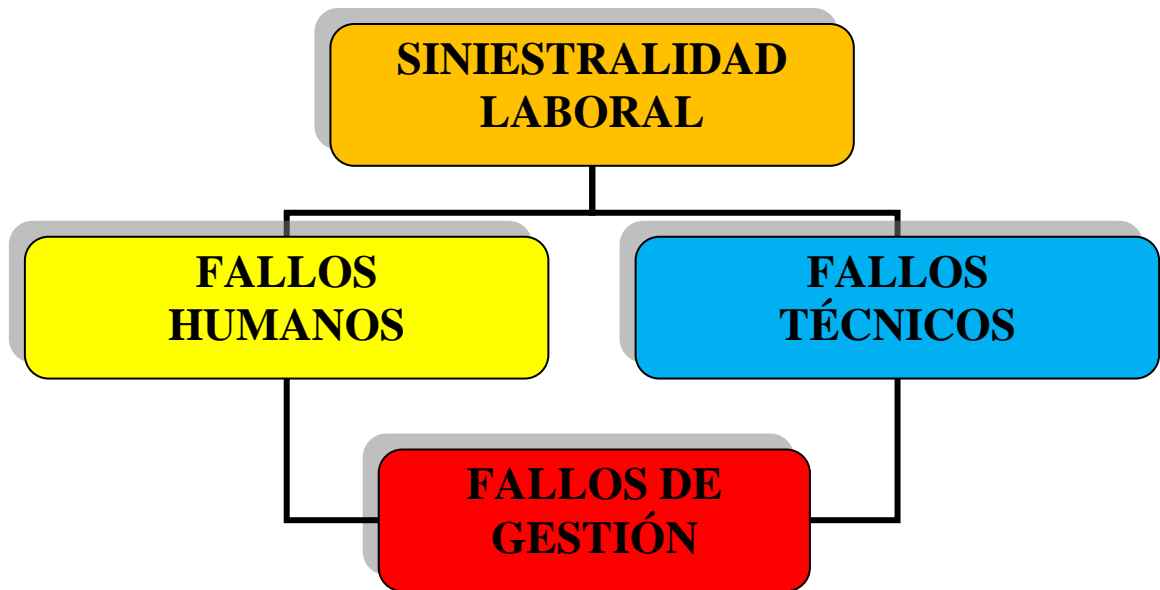 SINIESTRALIDAD
LABORAL
FALLOS
HUMANOS
FALLOS
TÉCNICOS
FALLOS DE
GESTIÓN